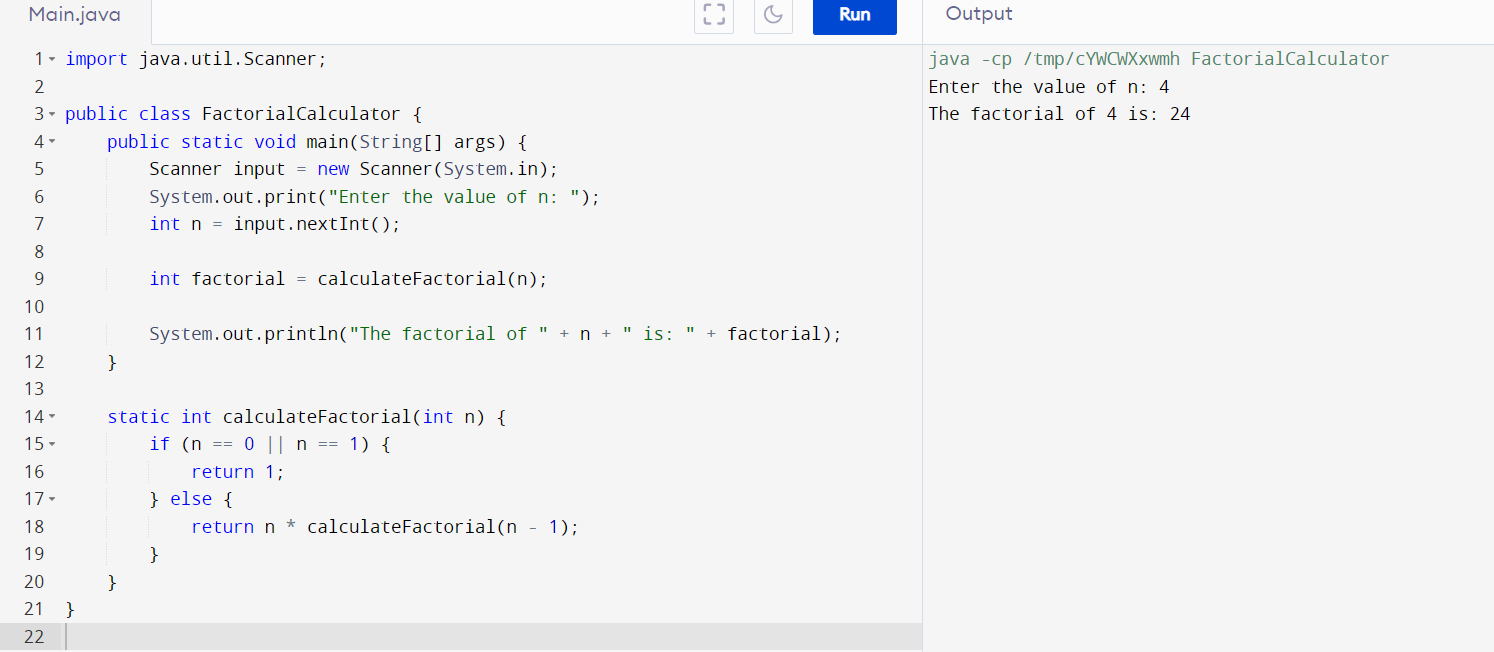 Main.java
Run
Output
1 import java.util.Scanner;
2
3 public class FactorialCalculator {
4     public static void main(String[] args) {
5         Scanner input = new Scanner(System.in);
6         System.out.print("Enter the value of n: ");
7         int n = input.nextInt();
8
9         int factorial = calculateFactorial(n);
10
11         System.out.println("The factorial of " + n + " is: " + factorial);
12     }
13
14     static int calculateFactorial(int n) {
15         if (n == 0 || n == 1) {
16             return 1;
17         } else {
18             return n * calculateFactorial(n - 1);
19         }
20     }
21 }
22
java -cp /tmp/cYWCWXxwmh FactorialCalculator
Enter the value of n: 4
The factorial of 4 is: 24